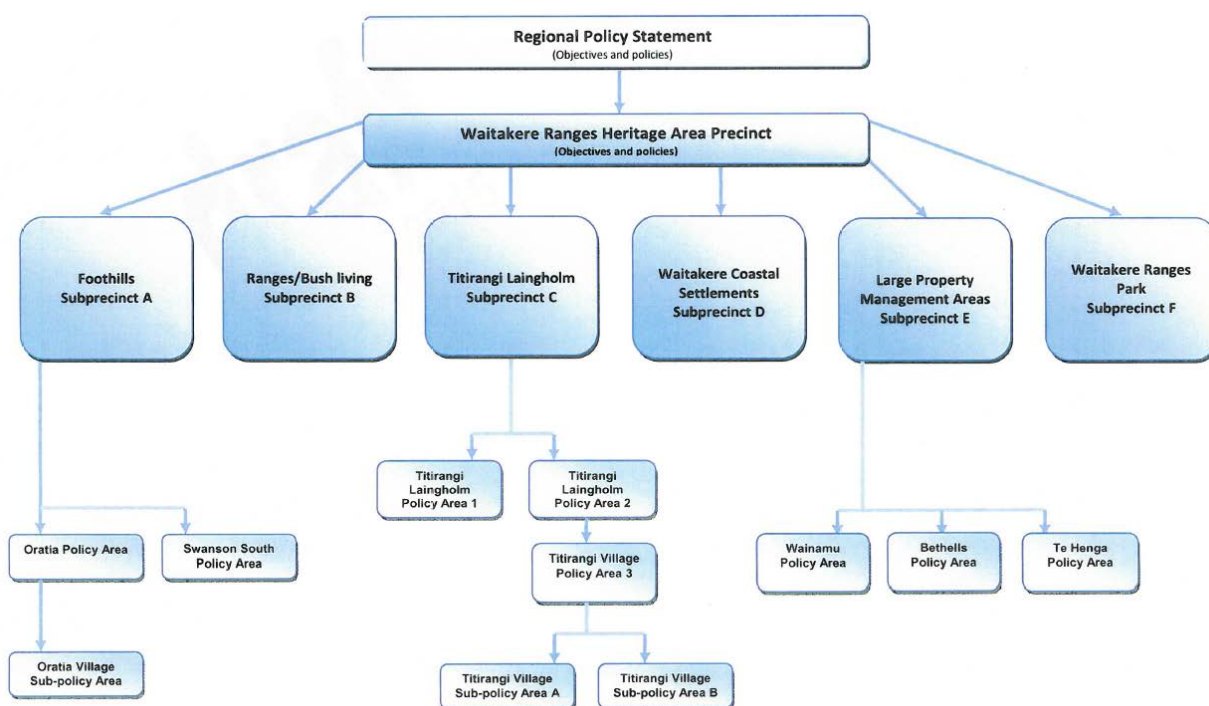 Regional Policy Statement
(Objectives and policies)
Waitakere Ranges Heritage Area Precinct
(Objectives and policies)
Foothills
Subprecinct A
Ranges/Bush living
Subprecinct B
Titirangi Laingholm
Subprecinct C
Waitakere Coastal
Settlements
Subprecinct D
Large Property
Management Areas
Subprecinct E
Waitakere Ranges
Park
Subprecinct F
Titirangi
Laingholm
Policy Area 1
Titirangi
Laingholm
Policy Area 2
Oratia Policy Area
Swanson South
Policy Area
Titirangi Village
Policy Area 3
Wainamu
Policy Area
Bethells
Policy Area
Te Henga
Policy Area
Oratia Village
Sub-policy Area
Titirangi Village
Sub-policy Area A
Titirangi Village
Sub-policy Area B